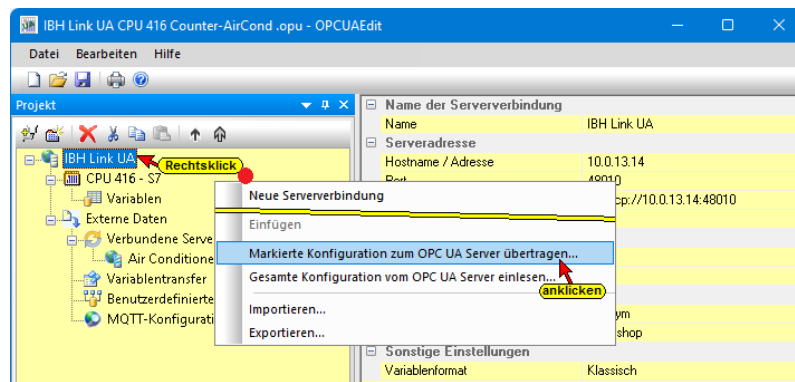 IBH Link UA CPU 416 Counter-AirCond .opu - OPCUAEdit
Datei Bearbeiten Hilfe
Projekt
IBH Link UA
Rechtsklick
CPU 416 - S7
Variablen
Externe Daten
Verbundene Serve
Air Conditione
Variablentransfer
Benutzerdefinierte
MQTT-Konfigurati
Neue Serververbindung
Einfügen
Markierte Konfiguration zum OPC UA Server übertragen...
Gesamte Konfiguration vom OPC UA Server einlesen...
anklicken
Importieren...
Exportieren...
Name der Serververbindung
Name IBH Link UA
Serveradresse
Hostname / Adresse 10.0.13.14
Port 48010
cp://10.0.13.14:48010
ym
shop
Sonstige Einstellungen
Variablenformat Klassisch